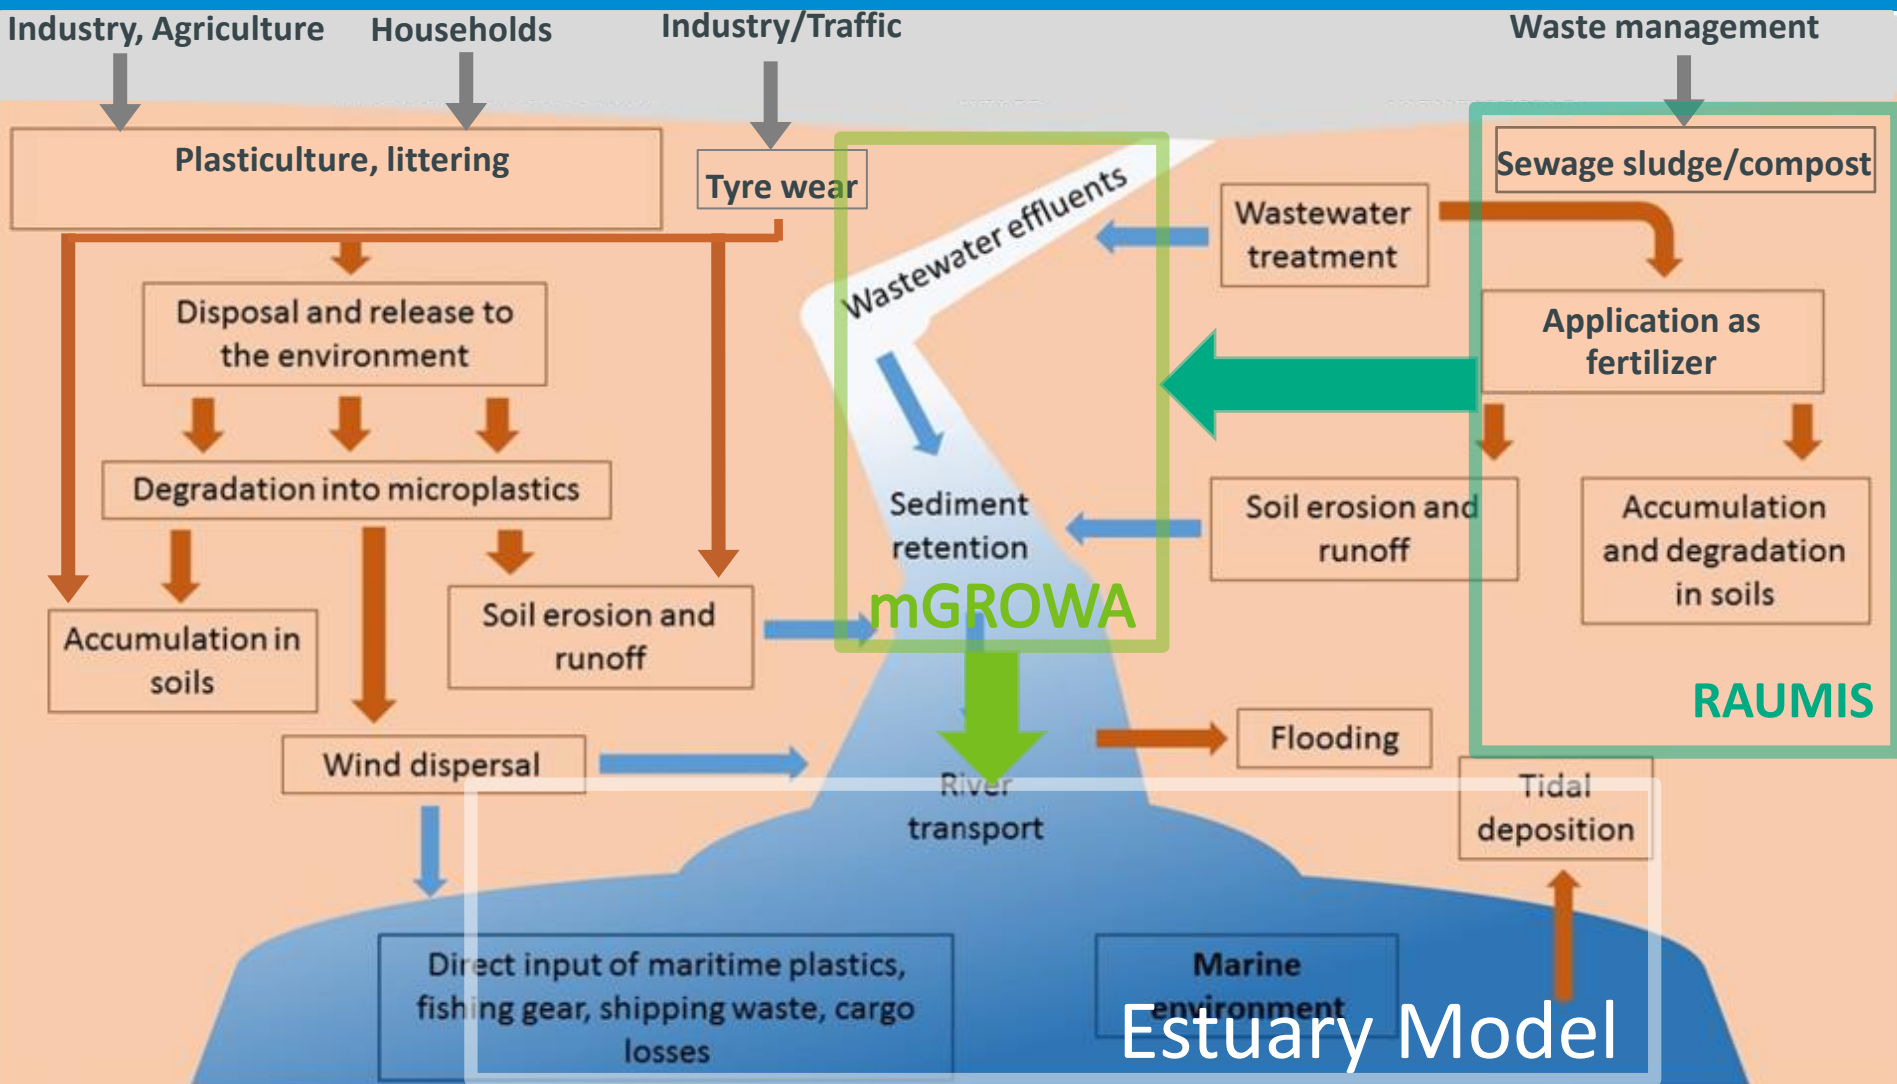 Industry, Agriculture
Households
Industry/Traffic
Waste management
Plasticulture, littering
Tyre wear
Sewage sludge/compost
Wastewater effluents
Wastewater
treatment
Disposal and release to
the environment
Application as
fertilizer
Degradation into microplastics
Sediment
retention
Soil erosion and
runoff
Accumulation
and degradation
in soils
mGROWA
Accumulation in
soils
Soil erosion and
runoff
RAUMIS
Wind dispersal
Flooding
River
transport
Tidal
deposition
Direct input of maritime plastics,
fishing gear, shipping waste, cargo
losses
Marine
environment
Estuary Model